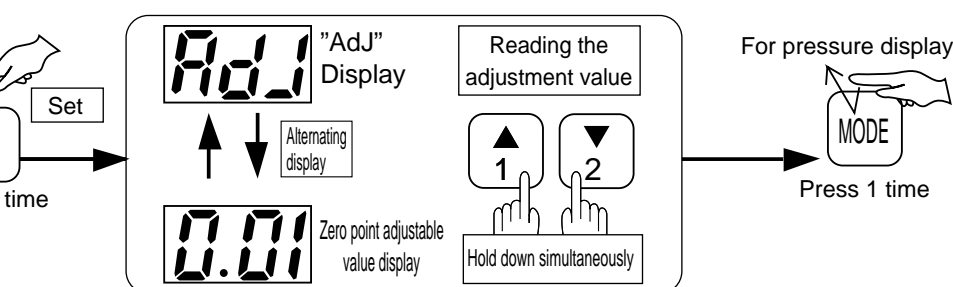 Set
time
AdJ
"AdJ"
Display
Alternating
display
0.01
Zero point adjustable
value display
Reading the
adjustment value
▲
1
▼
2
Hold down simultaneously
For pressure display
MODE
Press 1 time